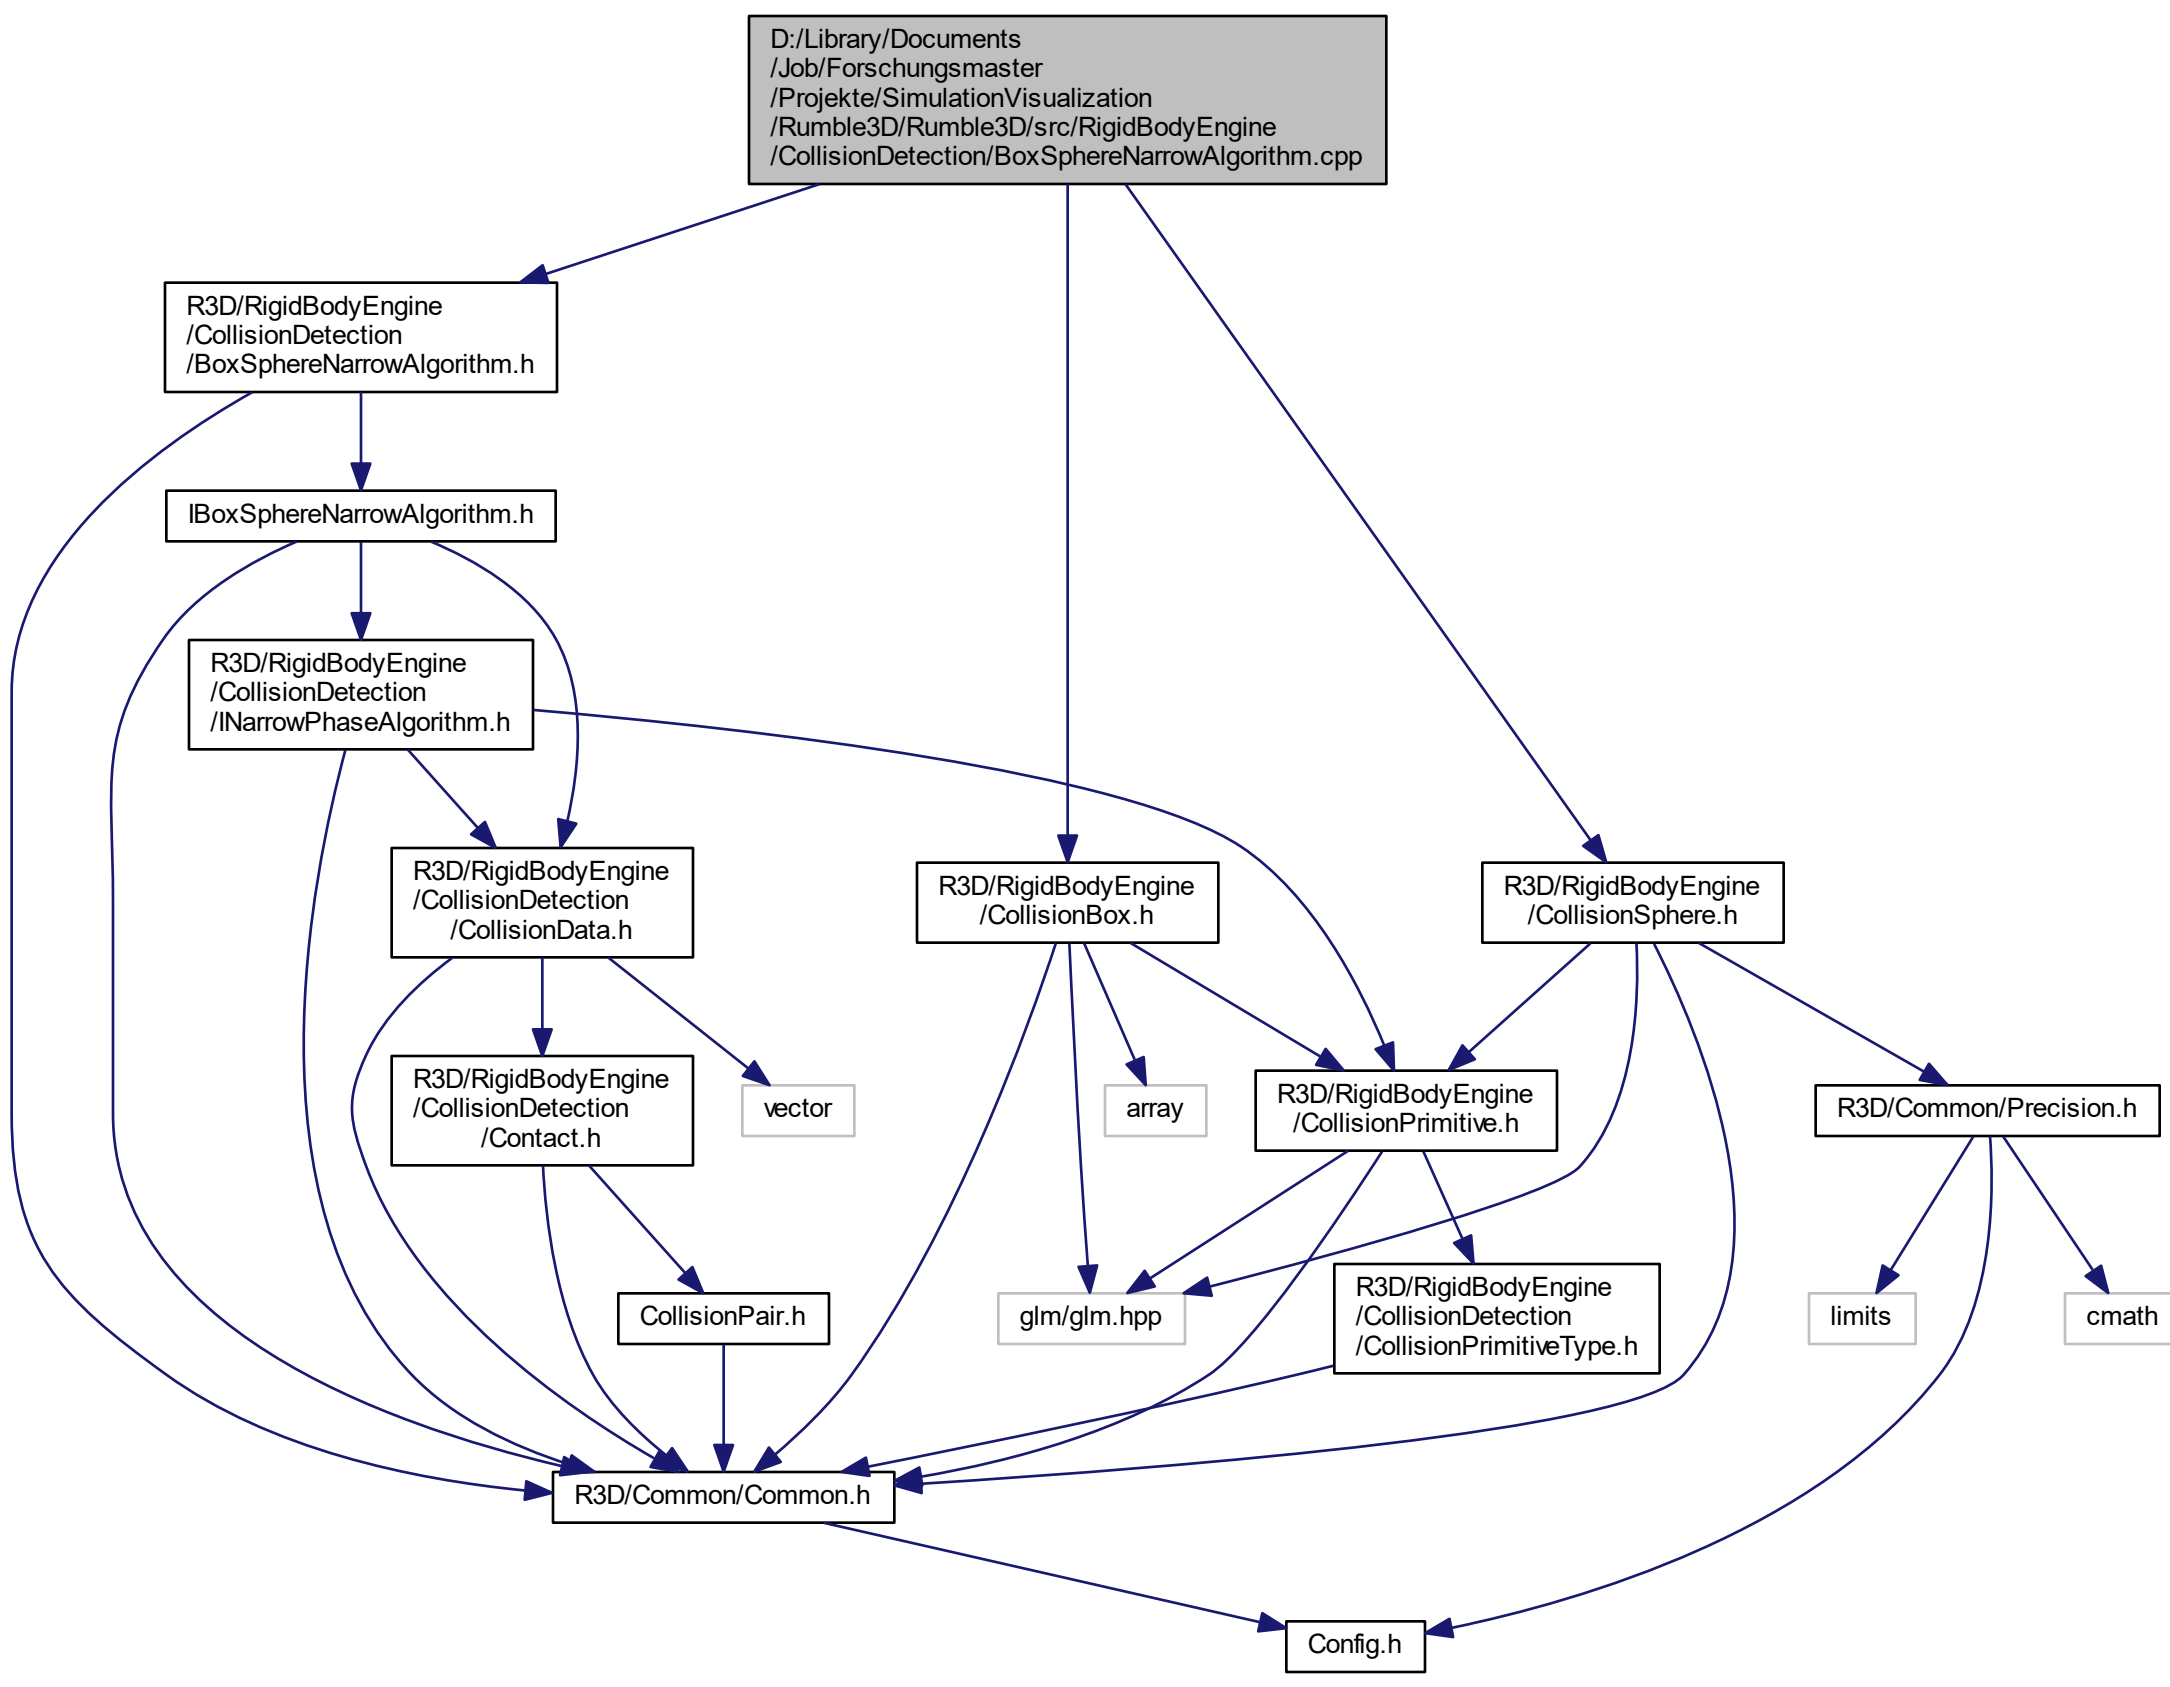 D:/Library/Documents
/Job/Forschungsmaster
/Projekte/SimulationVisualization
/Rumble3D/Rumble3D/src/RigidBodyEngine
/CollisionDetection/BoxSphereNarrowAlgorithm.cpp
R3D/RigidBodyEngine
/CollisionDetection
/BoxSphereNarrowAlgorithm.h
IBoxSphereNarrowAlgorithm.h
R3D/RigidBodyEngine
/CollisionDetection
/INarrowPhaseAlgorithm.h
R3D/RigidBodyEngine
/CollisionDetection
/CollisionData.h
R3D/RigidBodyEngine
/CollisionBox.h
R3D/RigidBodyEngine
/CollisionSphere.h
R3D/RigidBodyEngine
/CollisionDetection
/Contact.h
vector
array
R3D/RigidBodyEngine
/CollisionPrimitive.h
R3D/Common/Precision.h
CollisionPair.h
glm/glm.hpp
R3D/RigidBodyEngine
/CollisionDetection
/CollisionPrimitiveType.h
limits
cmath
R3D/Common/Common.h
Config.h